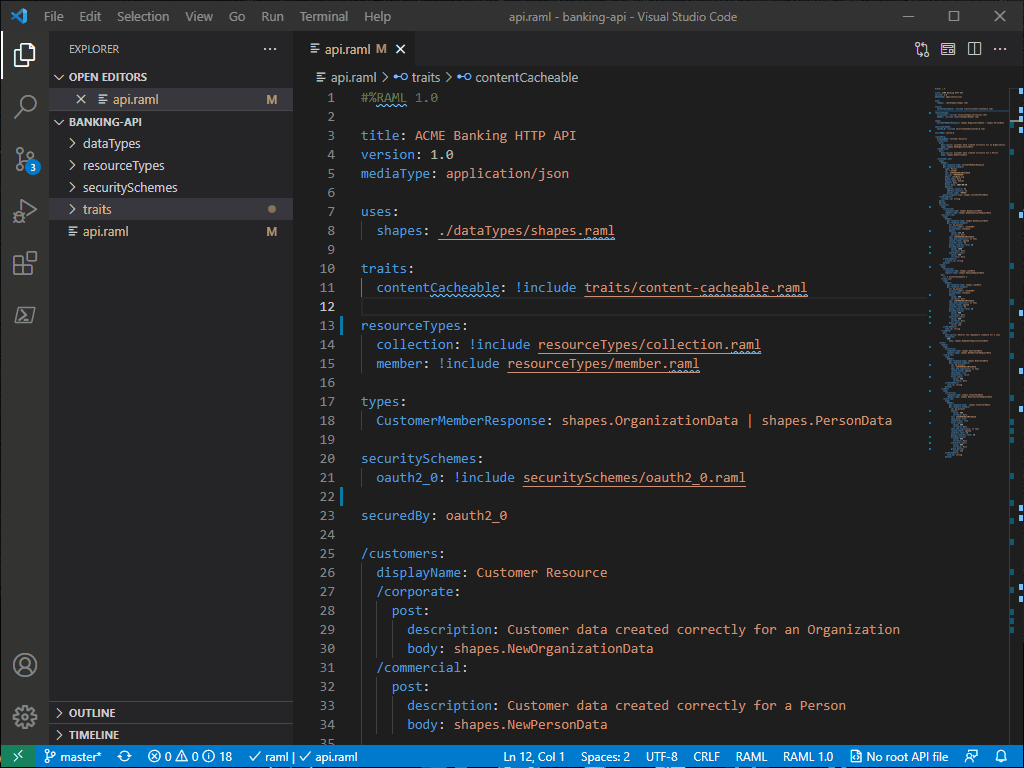 File Edit Selection View Go Run Terminal Help api.raml - banking-api - Visual Studio Code
EXPLORER
OPEN EDITORS
api.raml M
BANKING-API
dataTypes
resourceTypes
securitySchemes
traits
api.raml M
OUTLINE
TIMELINE
3
api.raml M
api.raml > traits > contentCacheable
1 #%RAML 1.0
2
3 title: ACME Banking HTTP API
4 version: 1.0
5 mediaType: application/json
6
7 uses:
8 shapes: ./dataTypes/shapes.raml
9
10 traits:
11 contentCacheable: !include traits/content-cacheable.raml
12
13 resourceTypes:
14 collection: !include resourceTypes/collection.raml
15 member: !include resourceTypes/member.raml
16
17 types:
18 CustomerMemberResponse: shapes.OrganizationData | shapes.PersonData
19
20 securitySchemes:
21 oauth2_0: !include securitySchemes/oauth2_0.raml
22
23 securedBy: oauth2_0
24
25 /customers:
26 displayName: Customer Resource
27 /corporate:
28 post:
29 description: Customer data created correctly for an Organization
30 body: shapes.NewOrganizationData
31 /commercial:
32 post:
33 description: Customer data created correctly for a Person
34 body: shapes.NewPersonData
35
master* 0 0 18 raml | api.raml Ln 12, Col 1 Spaces: 2 UTF-8 CRLF RAML RAML 1.0 No root API file